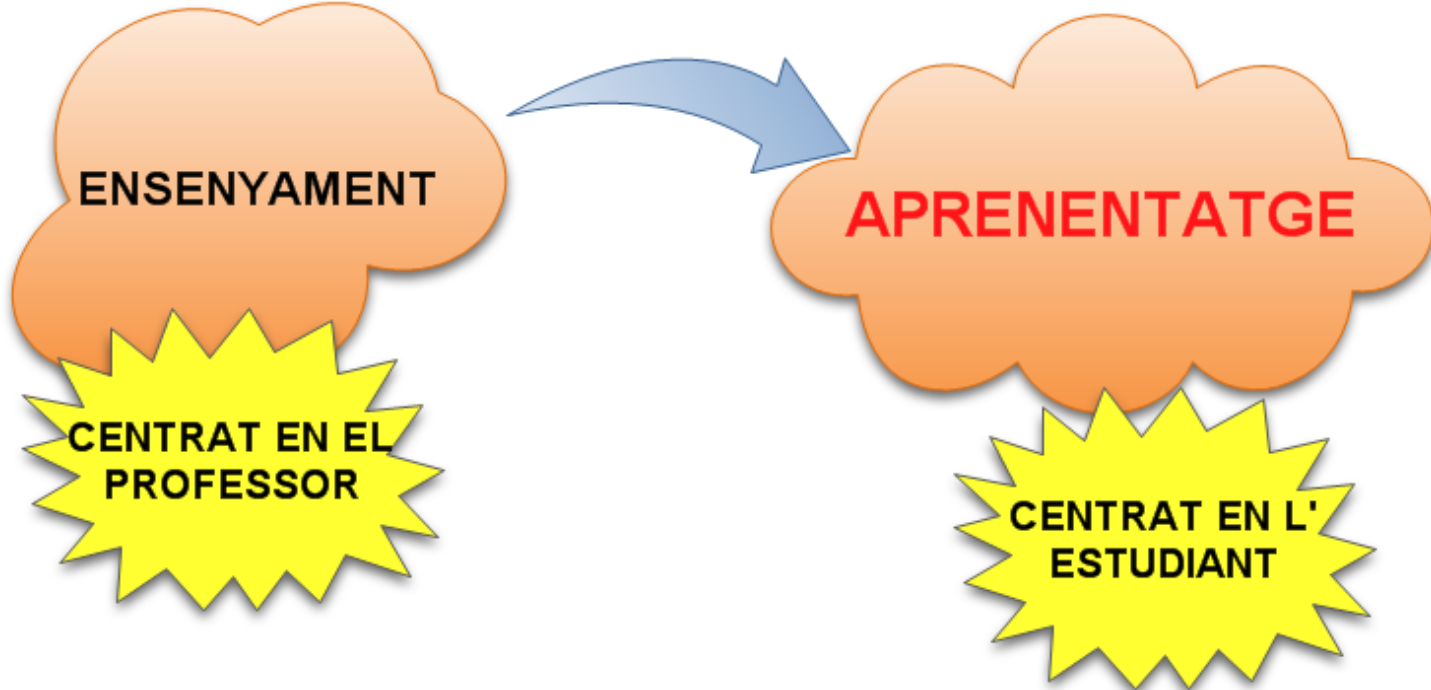 ENSENYAMENT
CENTRAT EN EL
PROFESSOR
APRENENTATGE
CENTRAT EN L'
ESTUDIANT